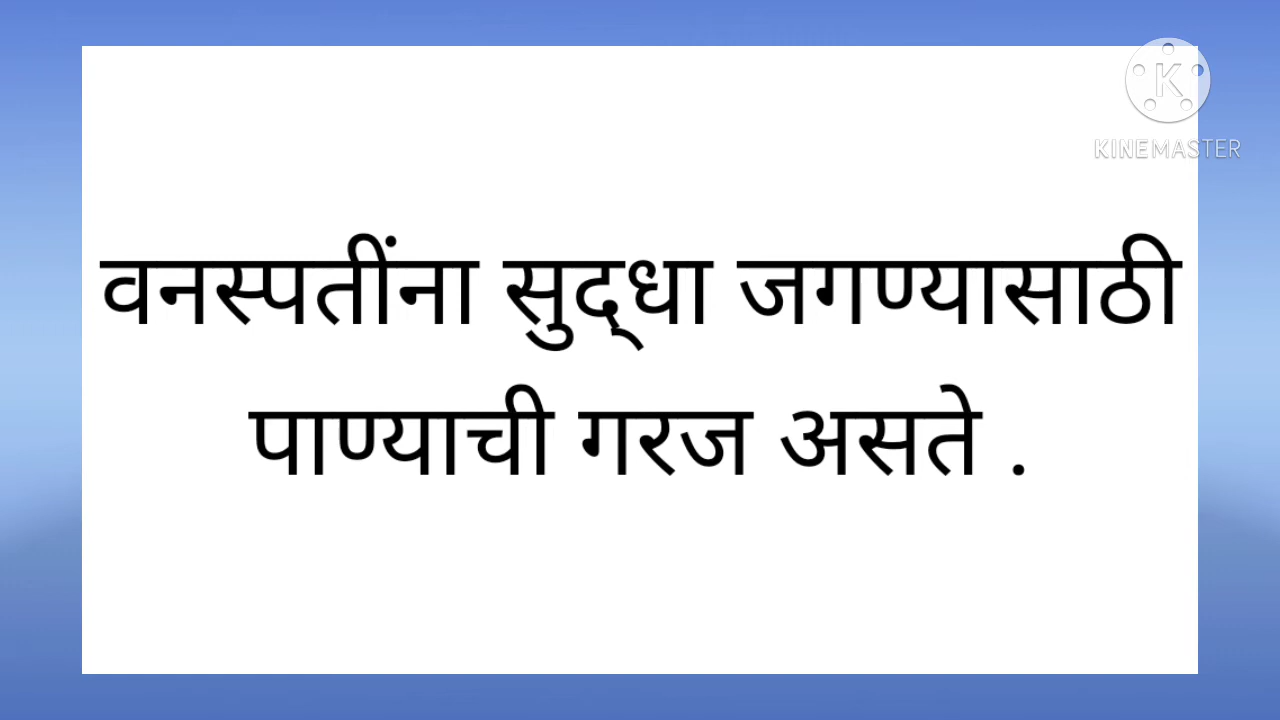 KINEMASTER
वनस्पतींना सुद्‌धा जगण्यासाठी
पाण्याची गरज असते .